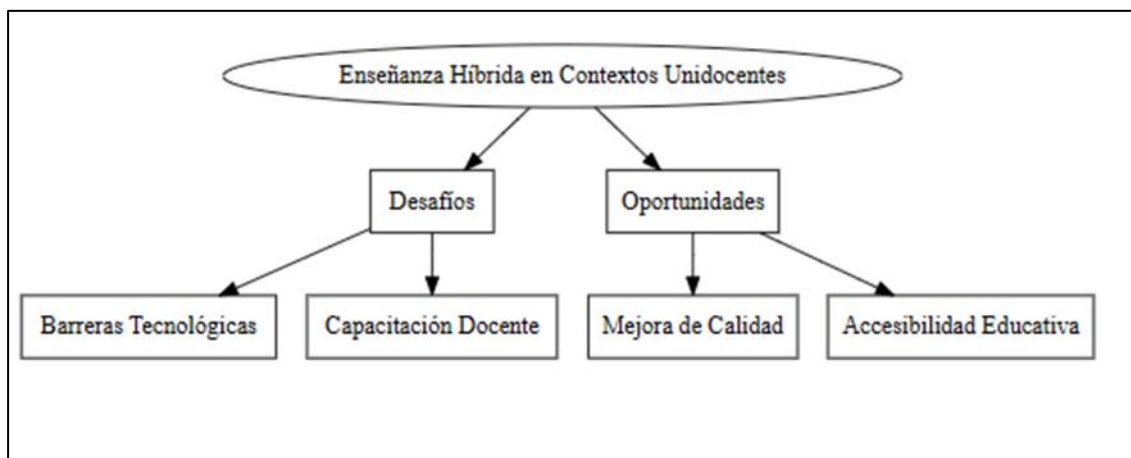 Enseñanza Híbrida en Contextos Unidocentes
Desafíos
Oportunidades
Barreras Tecnológicas
Capacitación Docente
Mejora de Calidad
Accesibilidad Educativa